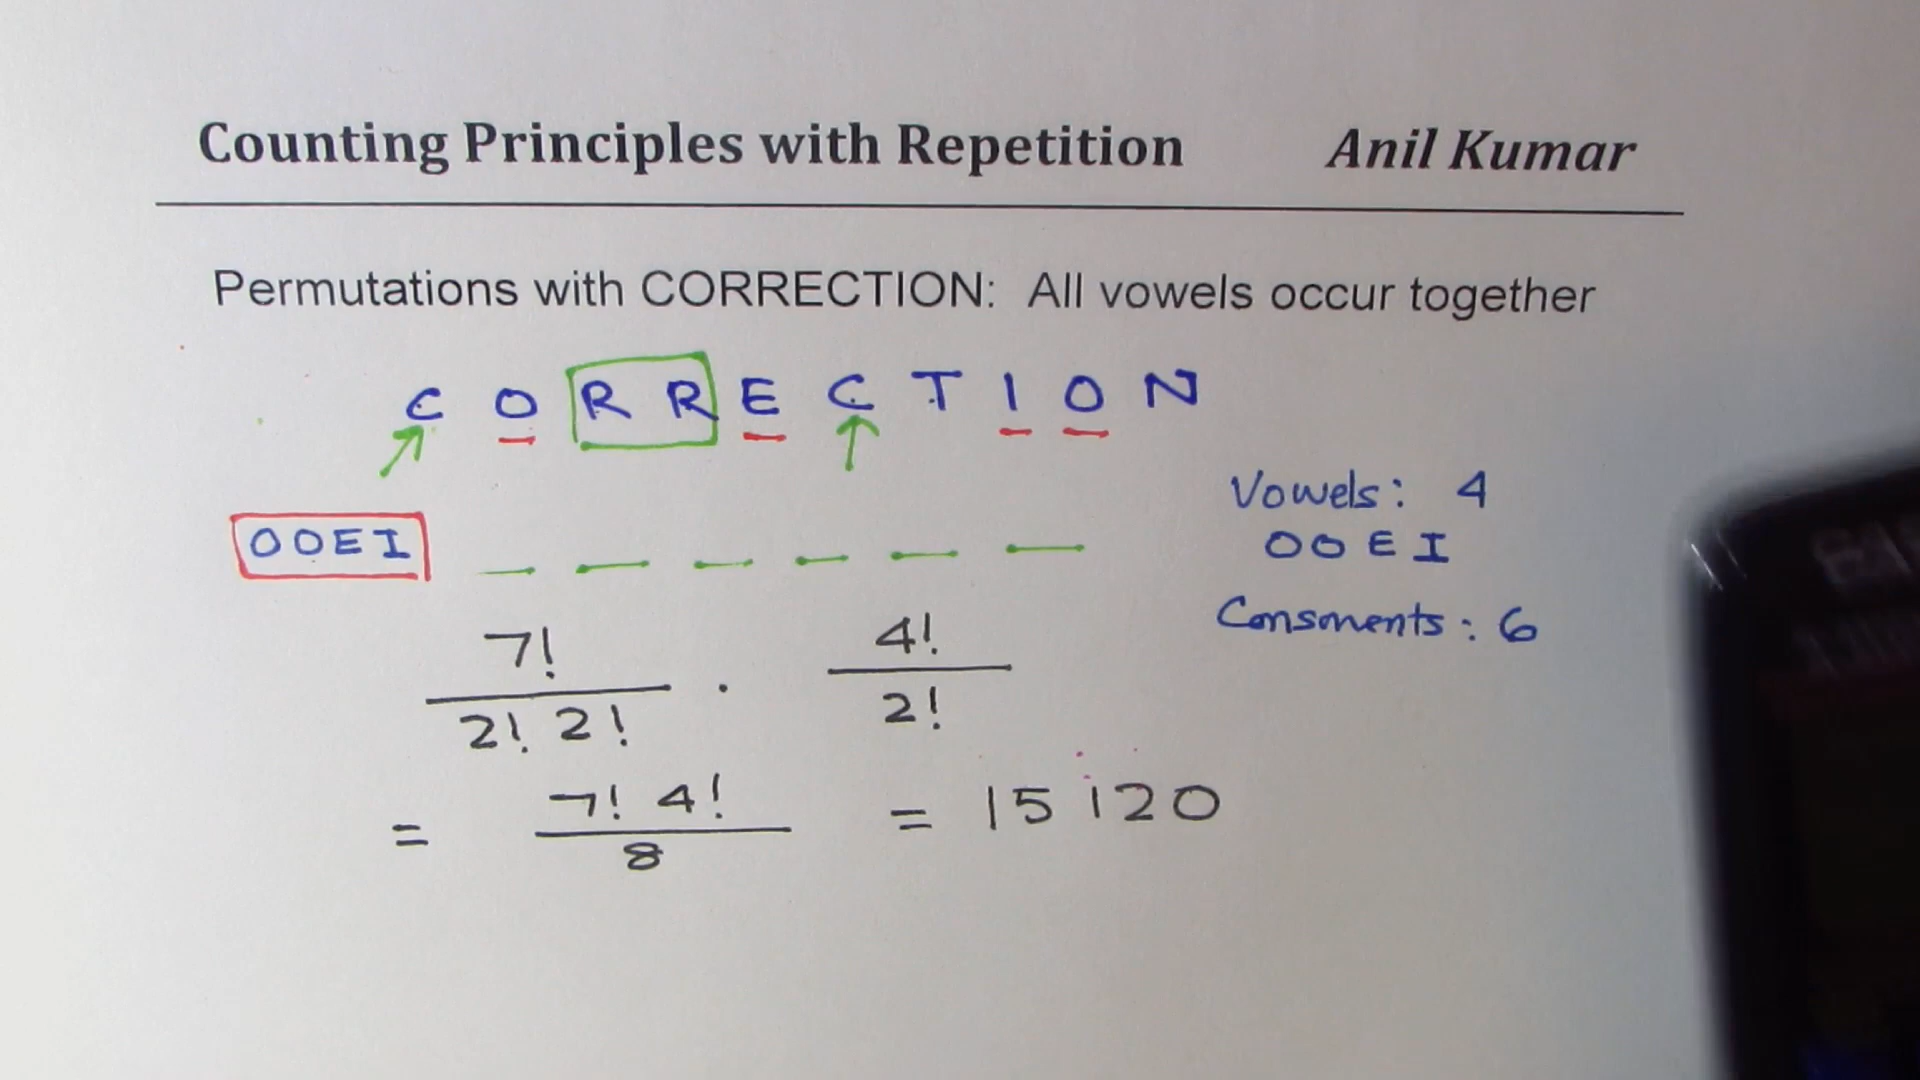 Counting Principles with Repetition Anil Kumar
Permutations with CORRECTION: All vowels occur together
C O R R E C T I O N
Vowels: 4
OOEI
OOEI
Consments: 6
7! / 2! 2! . 4! / 2!
= 7! 4! / 8 = 15120